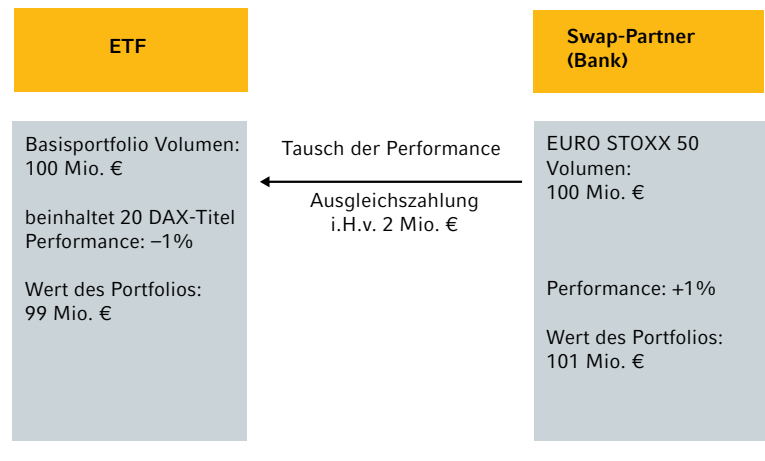 ETF
Swap-Partner
(Bank)
Basisportfolio Volumen:
100 Mio. €
beinhaltet 20 DAX-Titel
Performance: –1%
Wert des Portfolios:
99 Mio. €
Tausch der Performance
Ausgleichszahlung
i.H.v. 2 Mio. €
EURO STOXX 50
Volumen:
100 Mio. €
Performance: +1%
Wert des Portfolios:
101 Mio. €